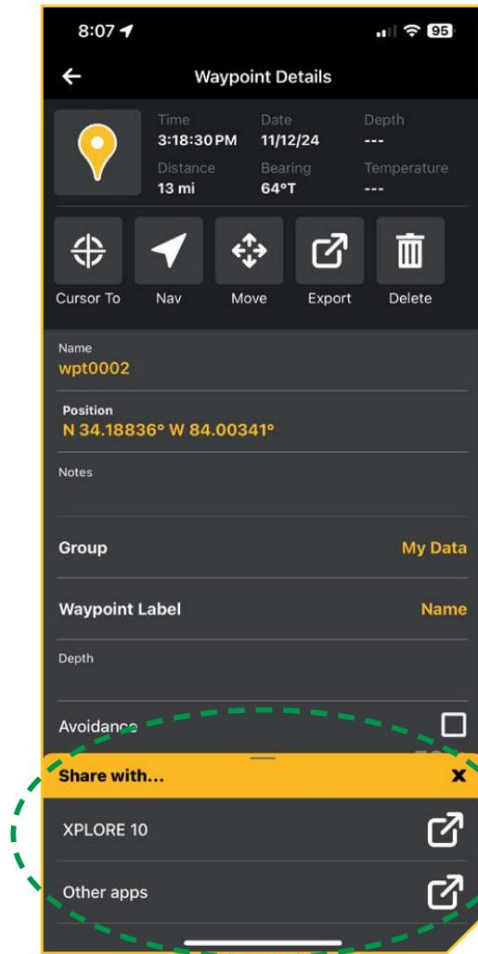 8:07
95
Waypoint Details
Time Date Depth
3:18:30 PM 11/12/24 ---
Distance Bearing Temperature
13 mi 64°T ---
Cursor To Nav Move Export Delete
Name
wpt0002
Position
N 34.18836° W 84.00341°
Notes
Group My Data
Waypoint Label Name
Depth
Avoidance
Share with... X
XPLORE 10
Other apps